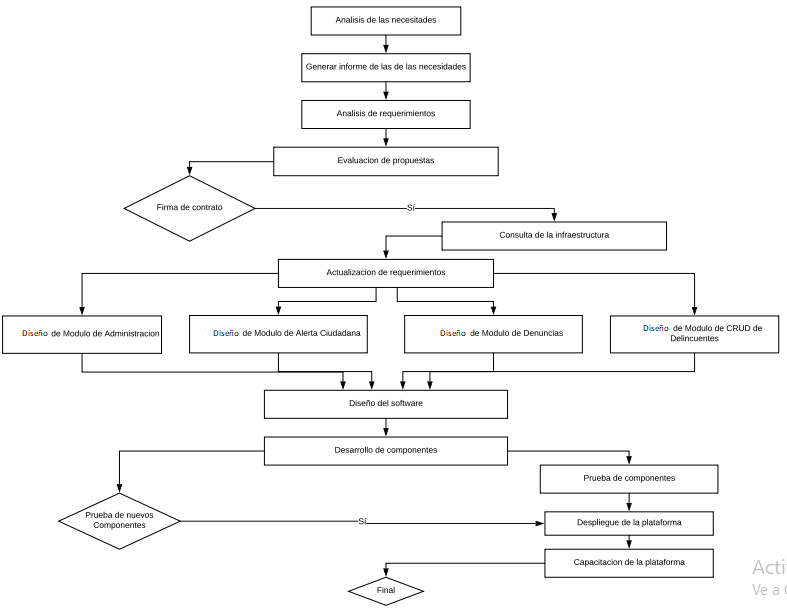 Analisis de las necesitades
Generar informe de las de las necesidades
Analisis de requerimientos
Evaluacion de propuestas
Firma de contrato
Sí
Consulta de la infraestructura
Actualizacion de requerimientos
Diseño de Modulo de Administracion
Diseño de Modulo de Alerta Ciudadana
Diseño de Modulo de Denuncias
Diseño de Modulo de CRUD de
Delincuentes
Diseño del software
Desarrollo de componentes
Prueba de componentes
Prueba de nuevos
Componentes
Sí
Despliegue de la plataforma
Capacitacion de la plataforma
Final
Acti
Ve a